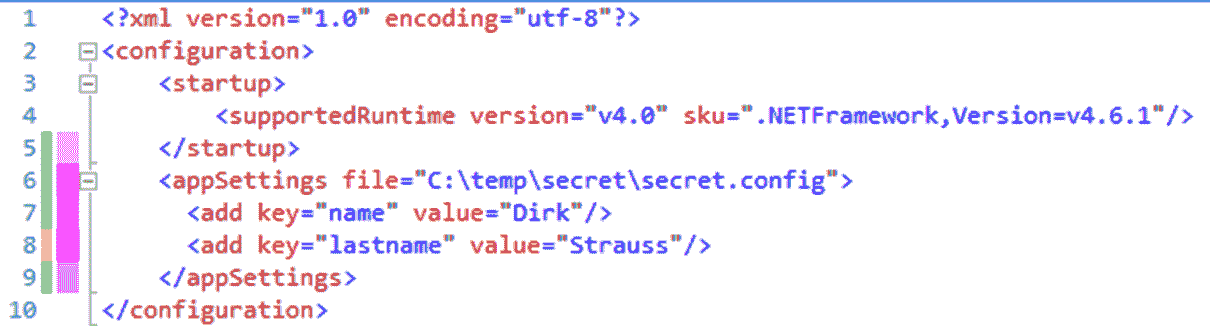 1 <?xml version="1.0" encoding="utf-8"?>
2 <configuration>
3 <startup>
4 <supportedRuntime version="v4.0" sku=".NETFramework,Version=v4.6.1"/>
5 </startup>
6 <appSettings file="C:\temp\secret\secret.config">
7 <add key="name" value="Dirk"/>
8 <add key="lastname" value="Strauss"/>
9 </appSettings>
10 </configuration>